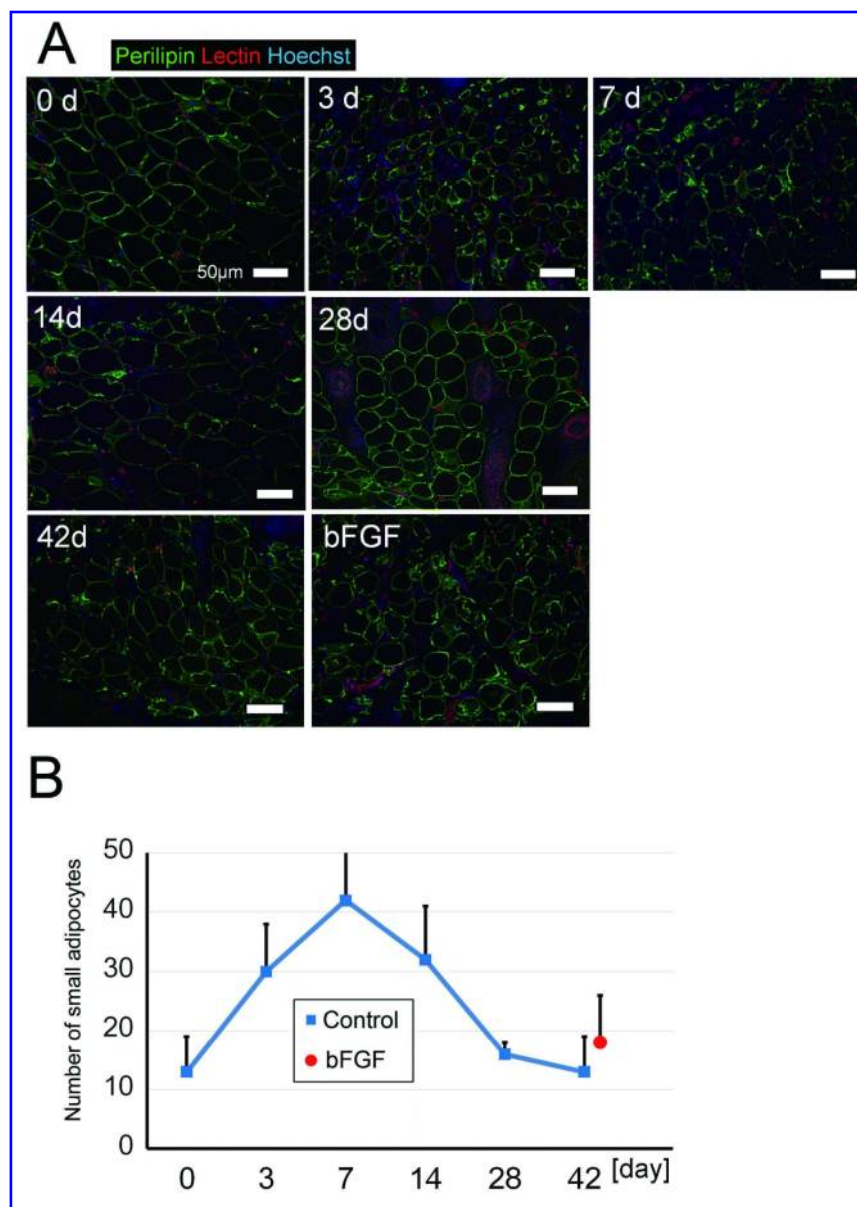 A
Perilipin Lectin Hoechst
0 d
3 d
7 d
50μm
14d
28d
42d
bFGF
B
Number of small adipocytes
50
40
30
20
10
0
Control
bFGF
0 3 7 14 28 42 [day]